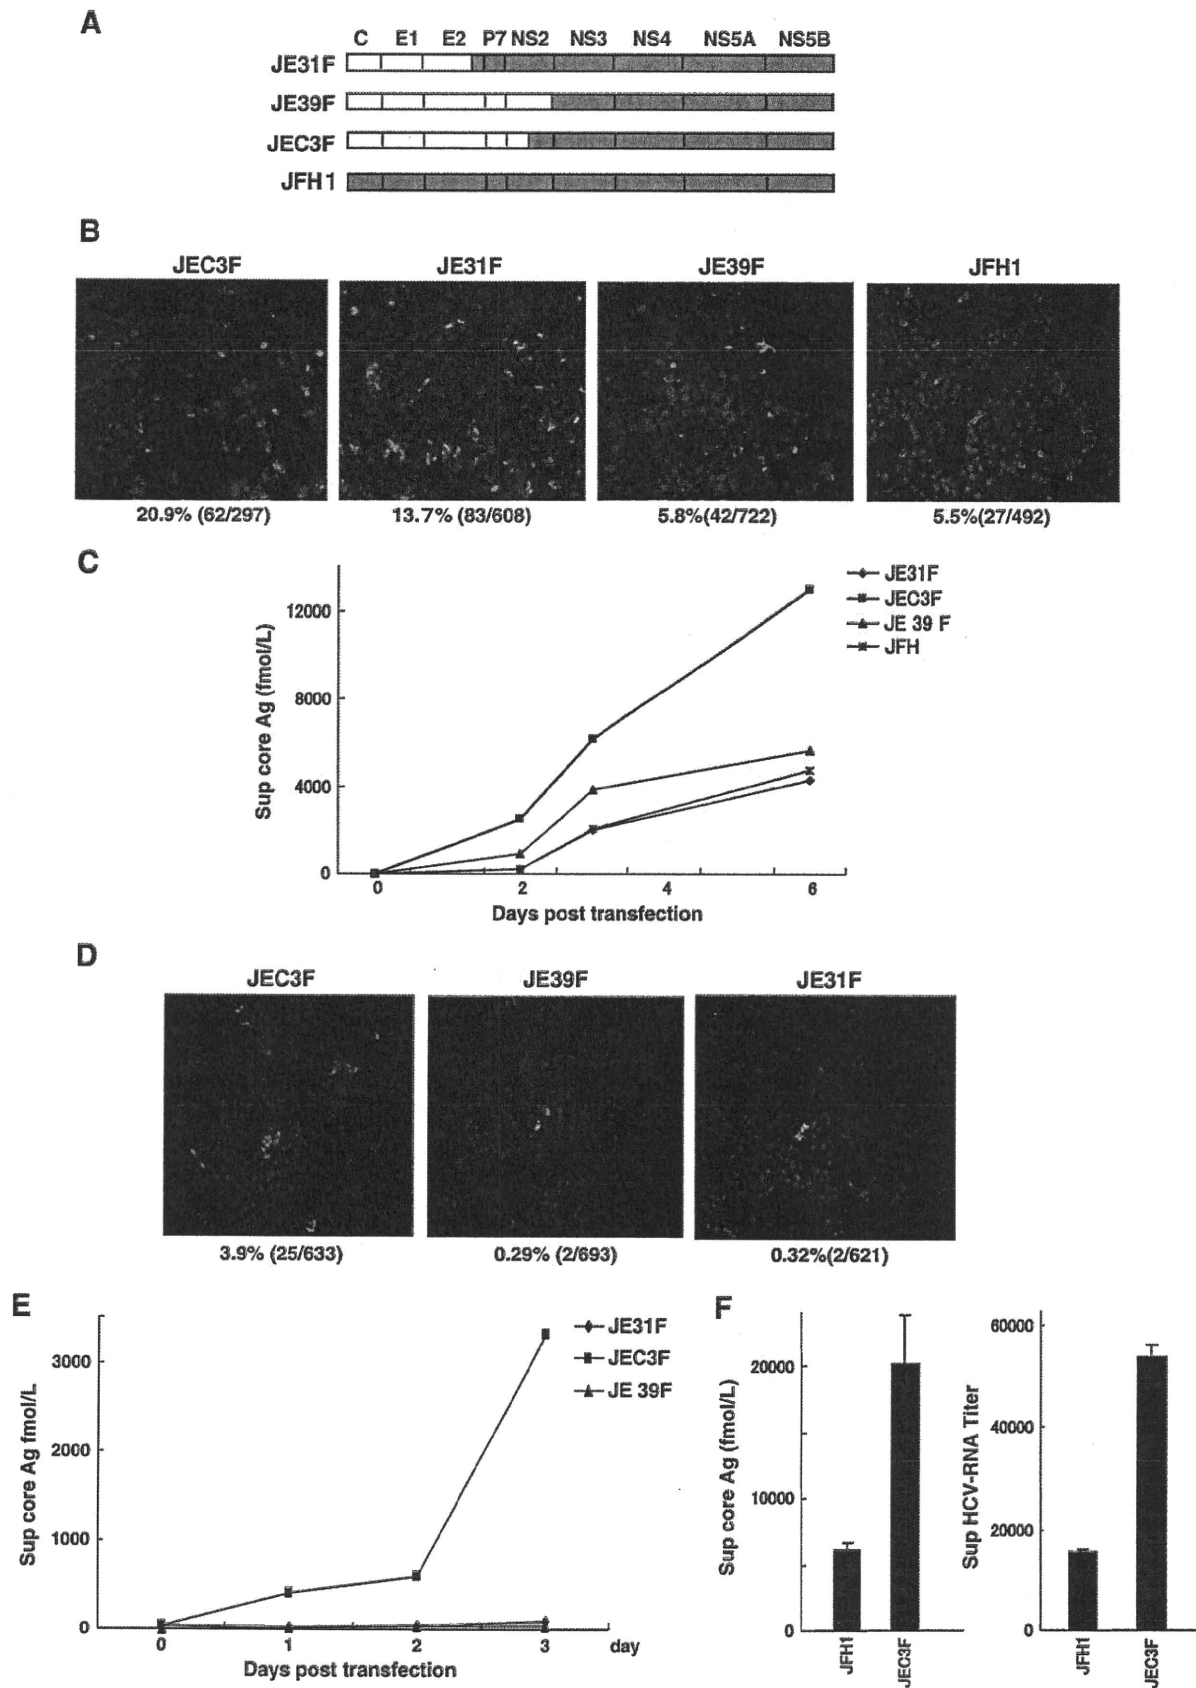 A
C E1 E2 P7 NS2 NS3 NS4 NS5A NS5B
JE31F
JE39F
JEC3F
JFH1
B
JEC3F JE31F JE39F JFH1
20.9% (62/297) 13.7% (83/608) 5.8%(42/722) 5.5%(27/492)
C
Sup core Ag (fmol/L)
12000
8000
4000
0
0 2 4 6
Days post transfection
JE31F
JEC3F
JE 39 F
JFH
D
JEC3F JE39F JE31F
3.9% (25/633) 0.29% (2/693) 0.32%(2/621)
E
Sup core Ag fmol/L
3000
2000
1000
0
0 1 2 3 day
Days post transfection
JE31F
JEC3F
JE 39F
F
Sup core Ag (fmol/L)
20000
10000
0
JFH1
JEC3F
Sup HCV-RNA Titer
60000
40000
20000
0
JFH1
JEC3F